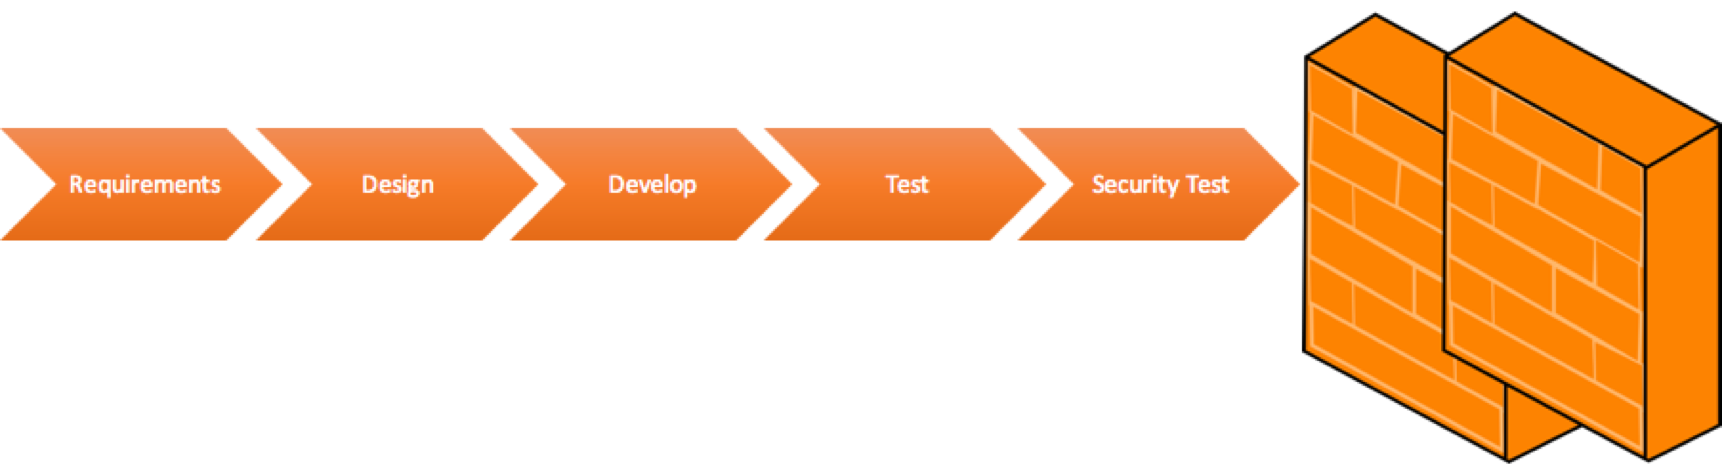 Requirements
Design
Develop
Test
Security Test